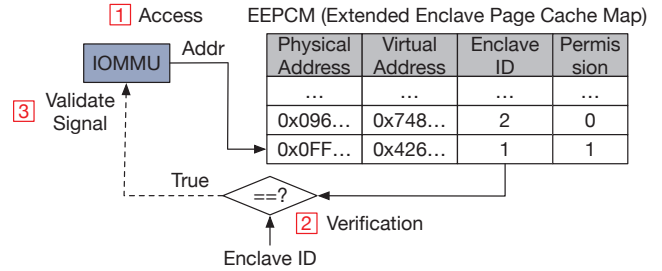 1 Access
EEPCM (Extended Enclave Page Cache Map)
IOMMU
Addr
Physical Address
Virtual Address
Enclave ID
Permis sion
... ... ... ...
0x096... 0x748... 2 0
0x0FF... 0x426... 1 1
3 Validate
Signal
True
==?
2 Verification
Enclave ID